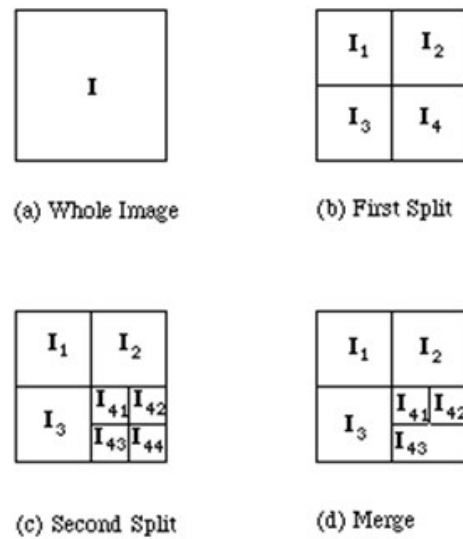 I
I₁ I₂
I₃ I₄
(a) Whole Image
(b) First Split
I₁ I₂
I₃
I₄₁ I₄₂
I₄₃ I₄₄
I₁ I₂
I₃
I₄₁ I₄₂
I₄₃
(c) Second Split
(d) Merge